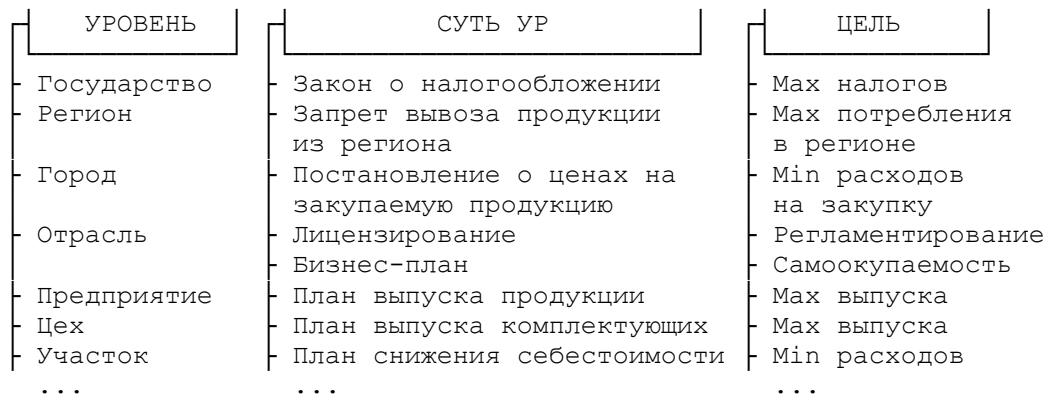 УРОВЕНЬ СУТЬ УР ЦЕЛЬ
Государство Закон о налогообложении Max налогов
Регион Запрет вывоза продукции Max потребления
из региона в регионе
Город Постановление о ценах на Min расходов
закупаемую продукцию на закупку
Отрасль Лицензирование Регламентирование
Бизнес-план Самоокупаемость
Предприятие План выпуска продукции Max выпуска
Цех План выпуска комплектующих Max выпуска
Участок План снижения себестоимости Min расходов
... ... ...